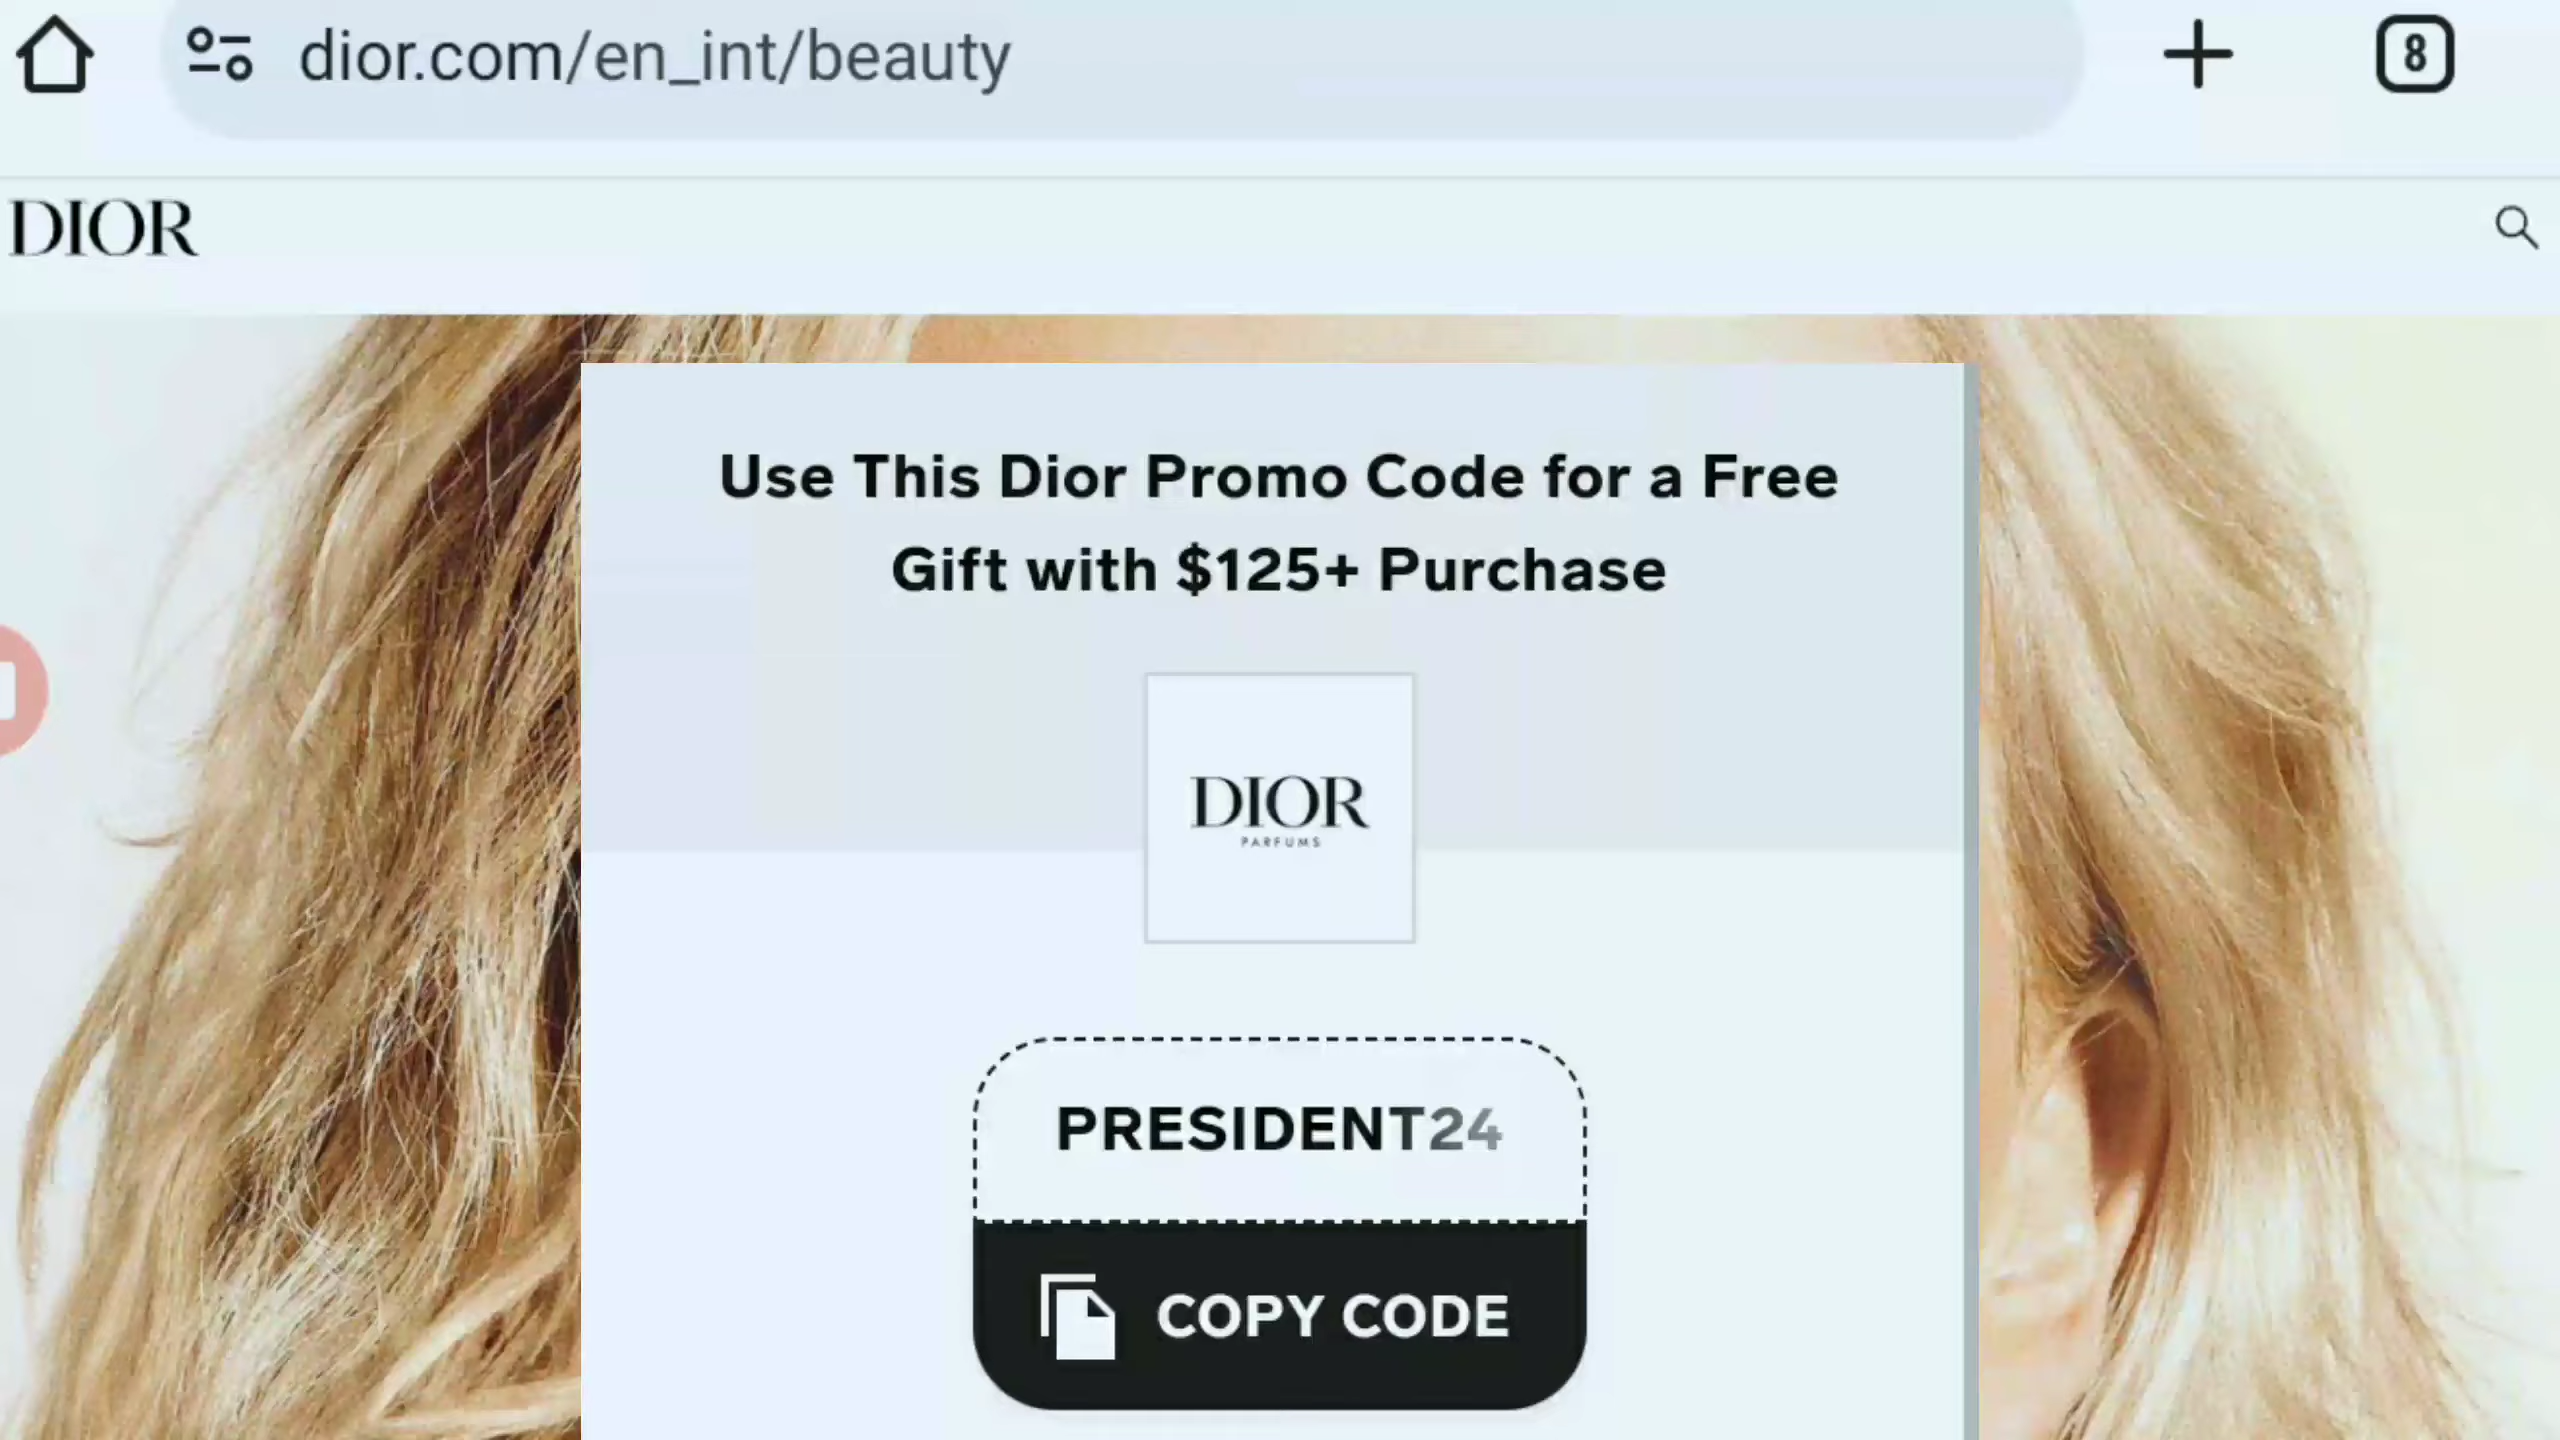 dior.com/en_int/beauty
8
DIOR
Use This Dior Promo Code for a Free
Gift with $125+ Purchase
DIOR
PARFUMS
PRESIDENT24
COPY CODE